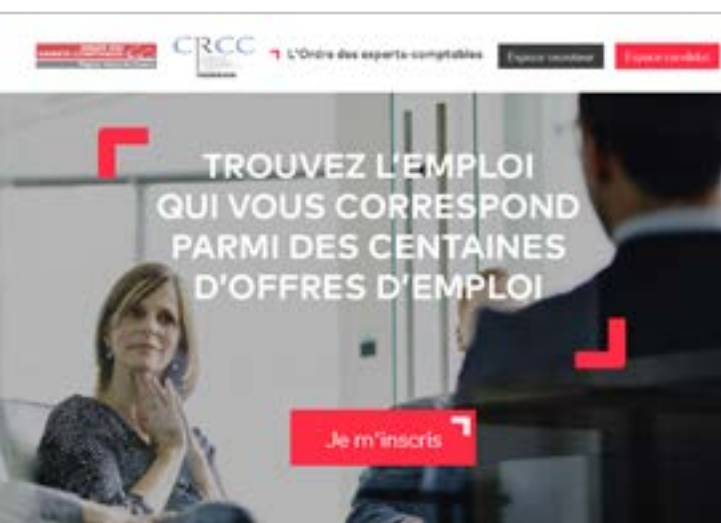 CRCC
L'Ordre des experts-comptables
Espace recruteur
Espace candidat
TROUVEZ L'EMPLOI
QUI VOUS CORRESPOND
PARMI DES CENTAINES
D'OFFRES D'EMPLOI
Je m'inscris